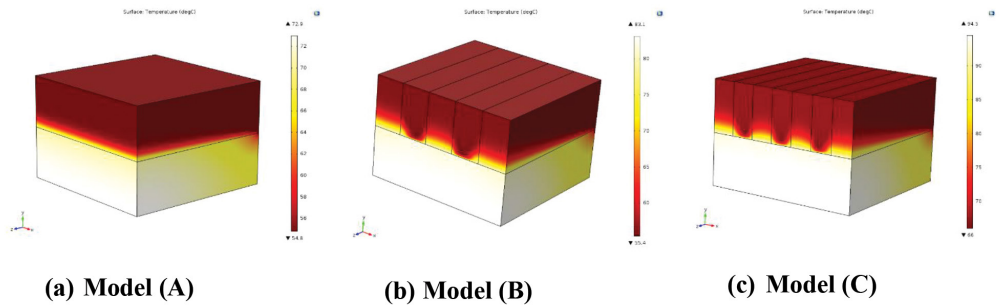 Surface: Temperature (degC)
▲ 72.9
72
70
68
66
64
62
60
58
56
▼ 54.8
y
z x
(a) Model (A)
Surface: Temperature (degC)
▲ 83.1
80
75
70
65
60
▼ 55.4
y
z x
(b) Model (B)
Surface: Temperature (degC)
▲ 94.3
90
85
80
75
70
▼ 66
y
z x
(c) Model (C)